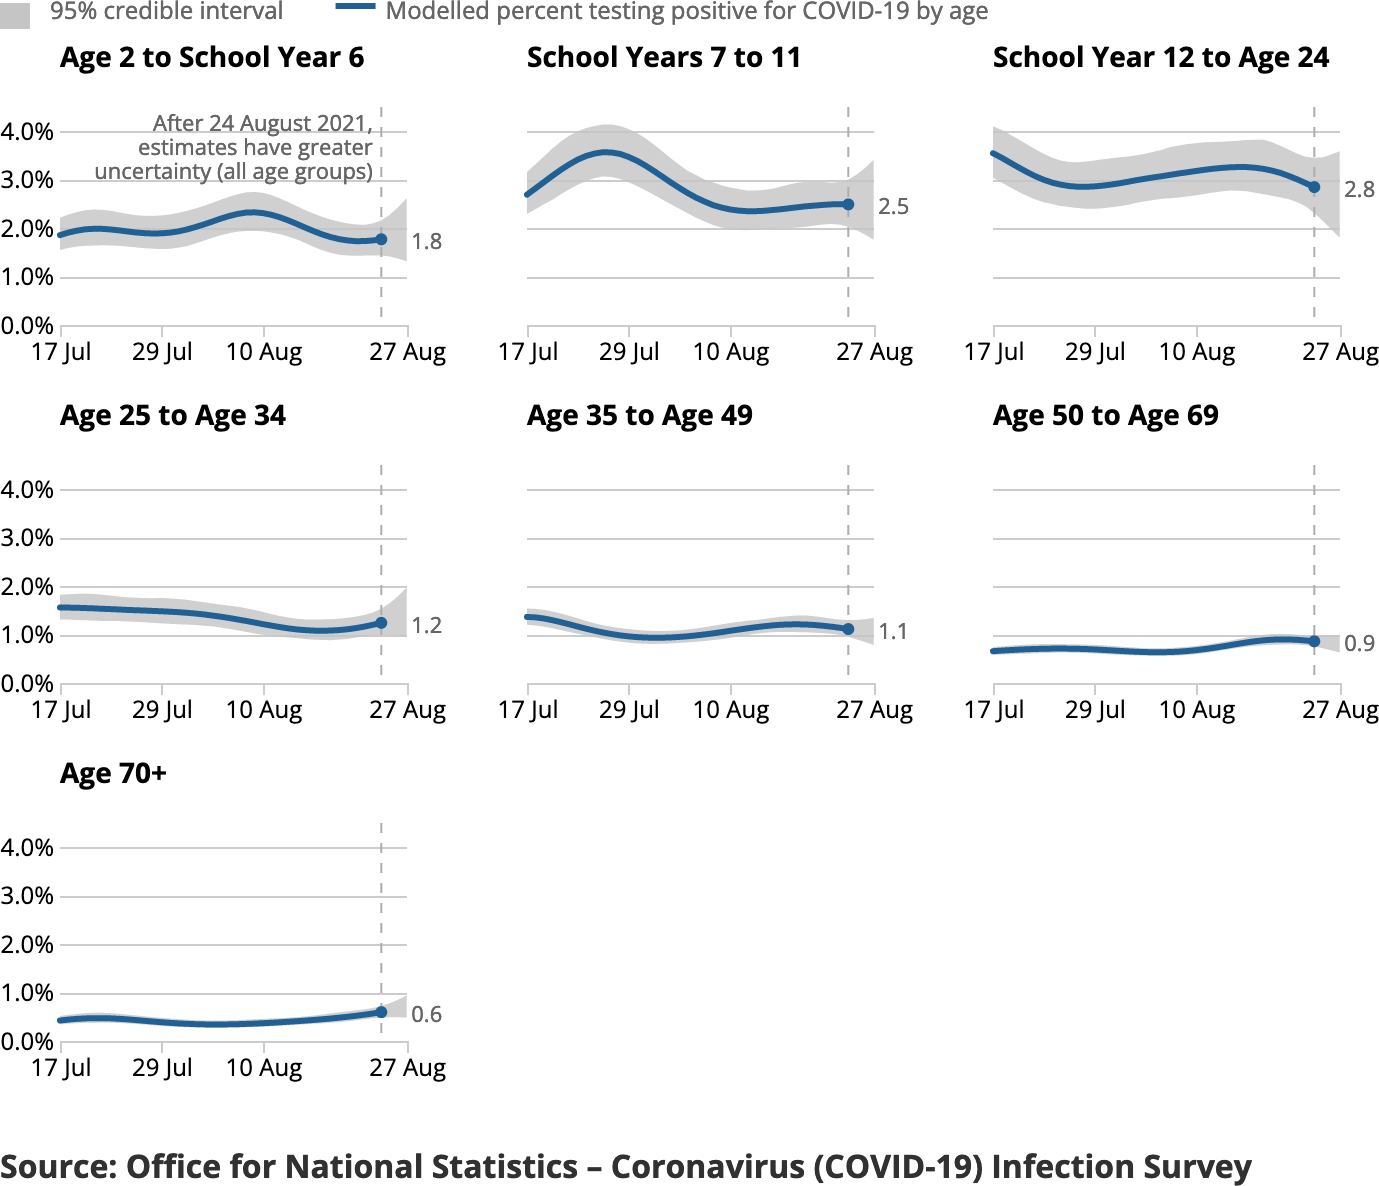 95% credible interval
Modelled percent testing positive for COVID-19 by age
Age 2 to School Year 6
School Years 7 to 11
School Year 12 to Age 24
After 24 August 2021,
estimates have greater
uncertainty (all age groups)
4.0%
3.0%
2.0%
1.0%
0.0%
1.8
2.5
2.8
17 Jul
29 Jul
10 Aug
27 Aug
17 Jul
29 Jul
10 Aug
27 Aug
17 Jul
29 Jul
10 Aug
27 Aug
Age 25 to Age 34
Age 35 to Age 49
Age 50 to Age 69
4.0%
3.0%
2.0%
1.0%
0.0%
1.2
1.1
0.9
17 Jul
29 Jul
10 Aug
27 Aug
17 Jul
29 Jul
10 Aug
27 Aug
17 Jul
29 Jul
10 Aug
27 Aug
Age 70+
4.0%
3.0%
2.0%
1.0%
0.0%
0.6
17 Jul
29 Jul
10 Aug
27 Aug
Source: Office for National Statistics – Coronavirus (COVID-19) Infection Survey